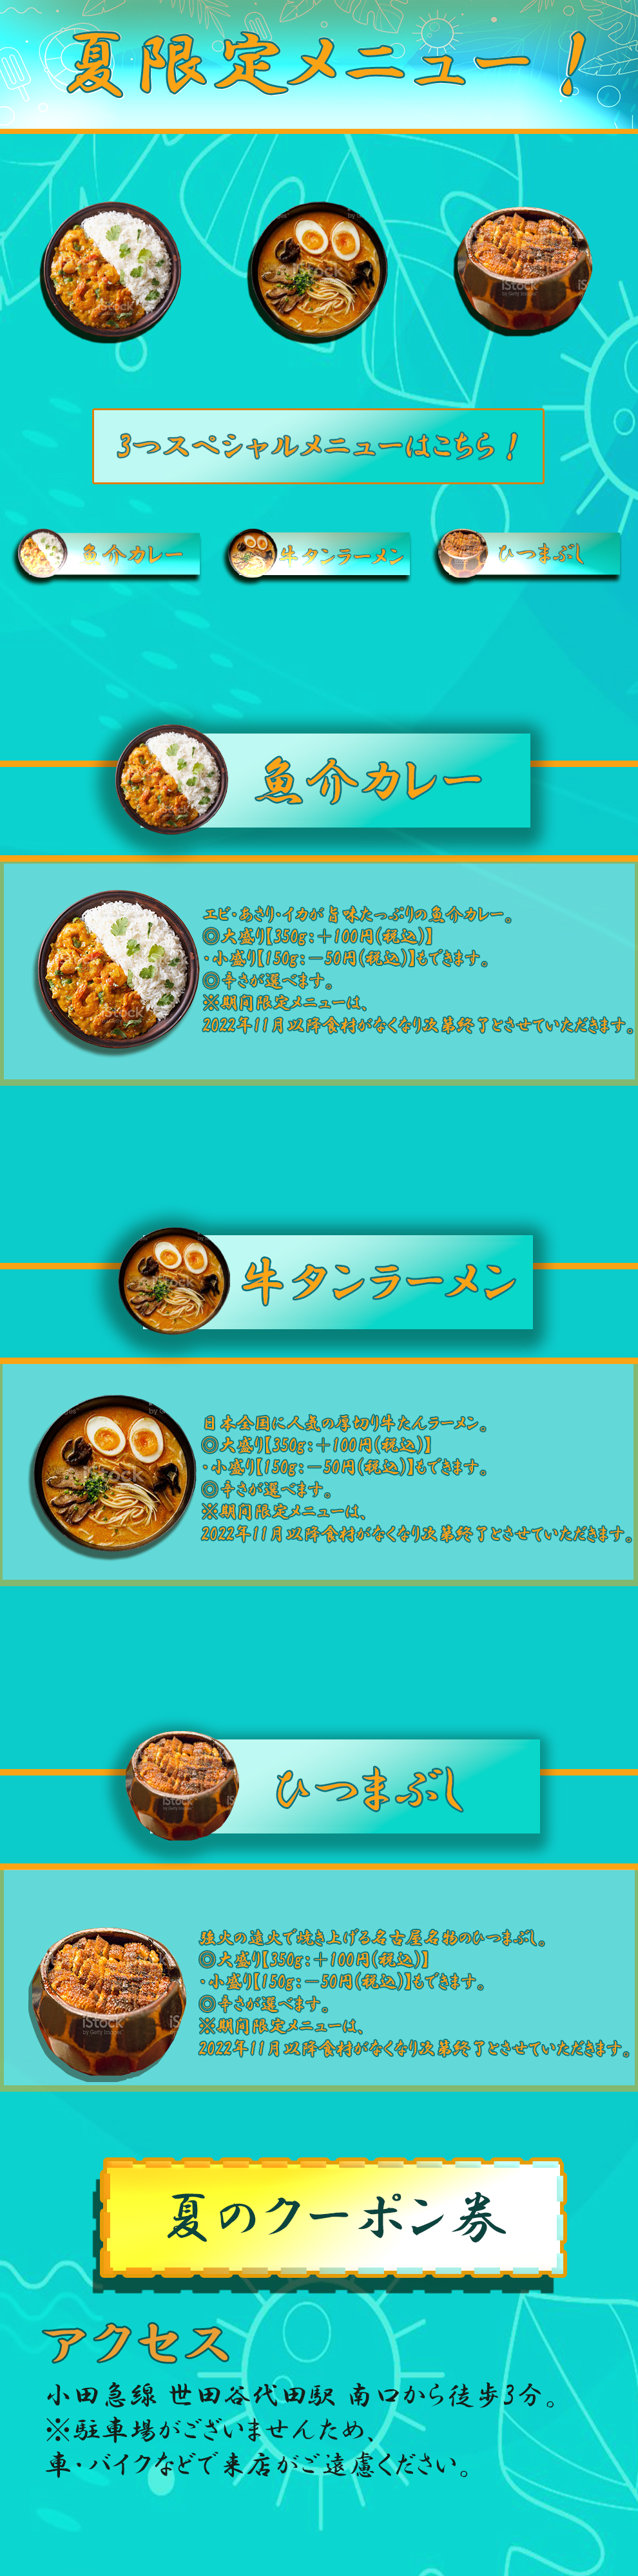 夏限定メニュー！
3つスペシャルメニューはこちら！
魚介カレー
牛タンラーメン
ひつまぶし
魚介カレー
エビ・あさり・イカが旨味たっぷりの魚介カレー。
◎大盛り【350g：＋100円（税込）】
・小盛り【150g：－50円（税込）】もできます。
◎辛さが選べます。
※期間限定メニューは、
2022年11月以降食材がなくなり次第終了とさせていただきます。
iStock
牛タンラーメン
日本全国に人気の厚切り牛たんラーメン。
◎大盛り【350g：＋100円（税込）】
・小盛り【150g：－50円（税込）】もできます。
◎辛さが選べます。
※期間限定メニューは、
2022年11月以降食材がなくなり次第終了とさせていただきます。
iStock
ひつまぶし
強火の遠火で焼き上げる名古屋名物のひつまぶし。
◎大盛り【350g：＋100円（税込）】
・小盛り【150g：－50円（税込）】もできます。
◎辛さが選べます。
※期間限定メニューは、
2022年11月以降食材がなくなり次第終了とさせていただきます。
iStock
by Getty Images
夏のクーポン券
アクセス
小田急線 世田谷代田駅 南口から徒歩3分。
※駐車場がございませんため、
車・バイクなどで来店がご遠慮ください。